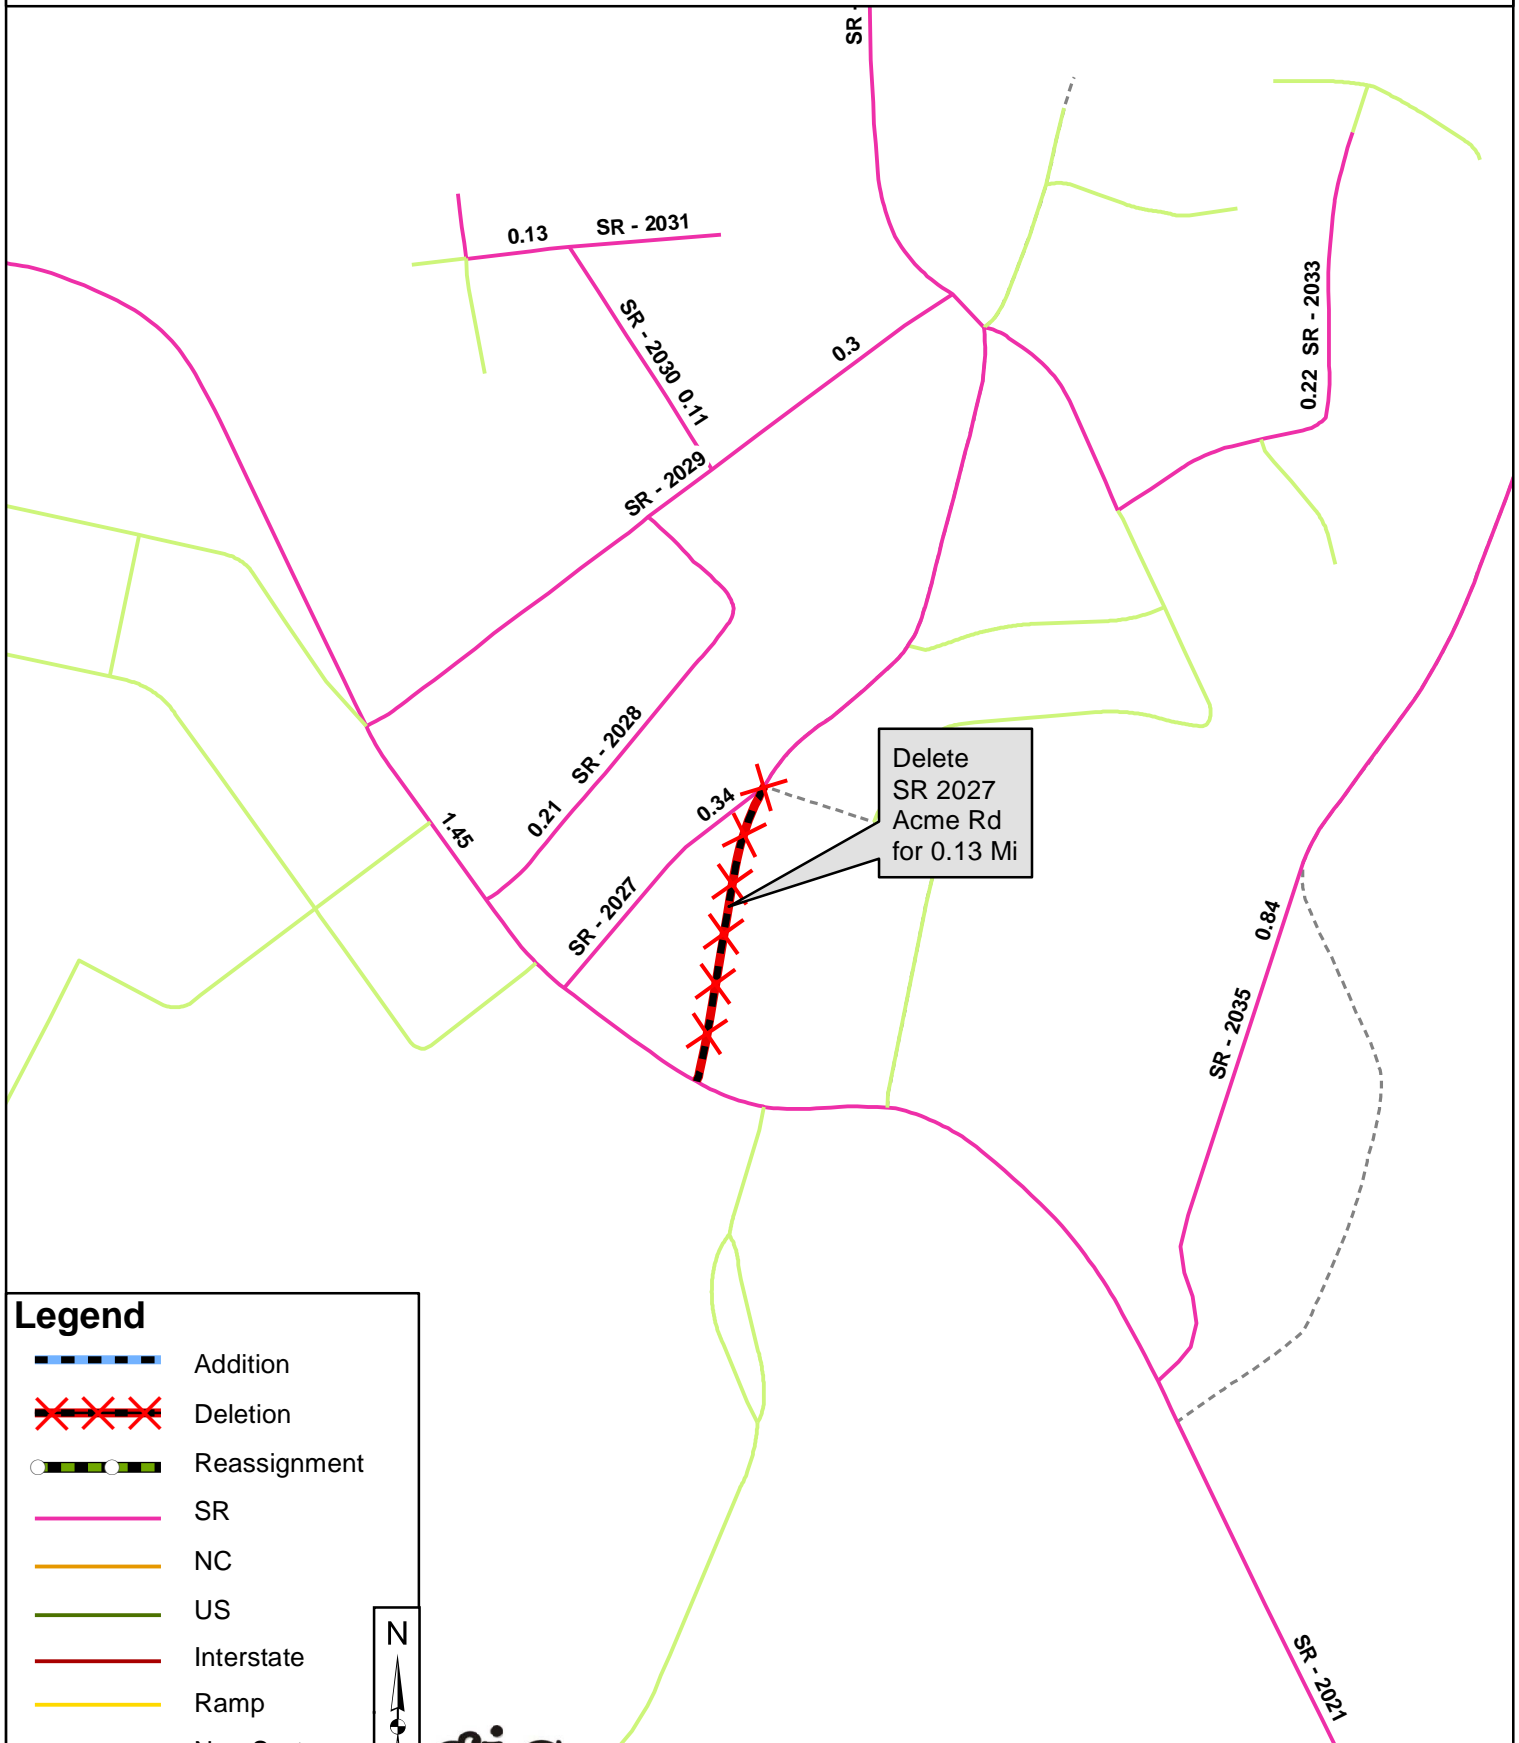 SR -
0.13
SR - 2031
SR - 2030 0.11
0.3
0.22 SR - 2033
SR - 2029
SR - 2028
0.21
1.45
0.34
SR - 2027
Delete
SR 2027
Acme Rd
for 0.13 Mi
0.84
SR - 2035
SR - 2021
Legend
Addition
Deletion
Reassignment
SR
NC
US
Interstate
Ramp
N